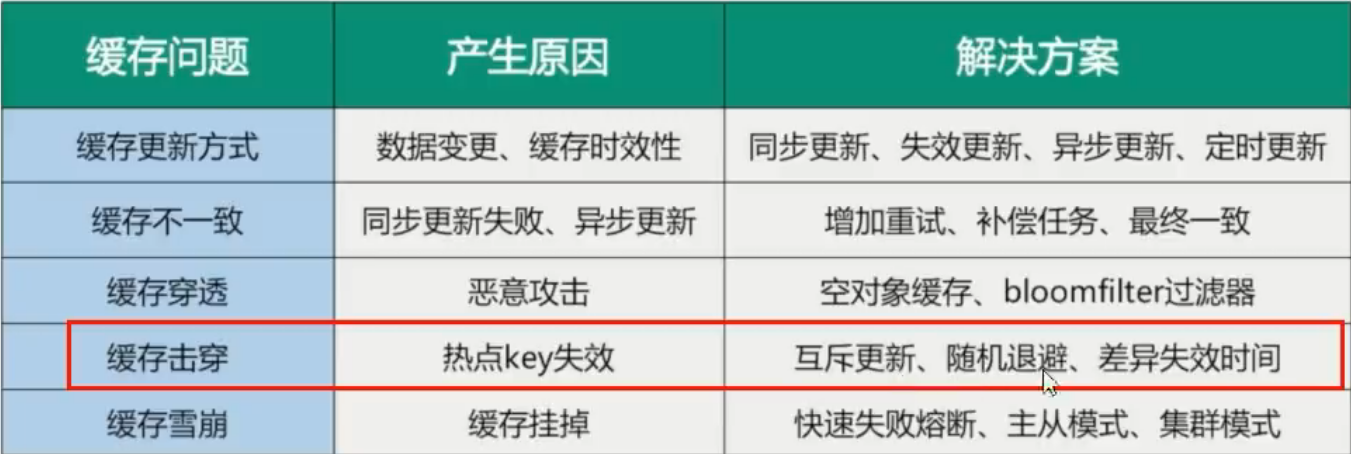 缓存问题 产生原因 解决方案
缓存更新方式 数据变更、缓存时效性 同步更新、失效更新、异步更新、定时更新
缓存不一致 同步更新失败、异步更新 增加重试、补偿任务、最终一致
缓存穿透 恶意攻击 空对象缓存、bloomfilter过滤器
缓存击穿 热点key失效 互斥更新、随机退避、差异失效时间
缓存雪崩 缓存挂掉 快速失败熔断、主从模式、集群模式